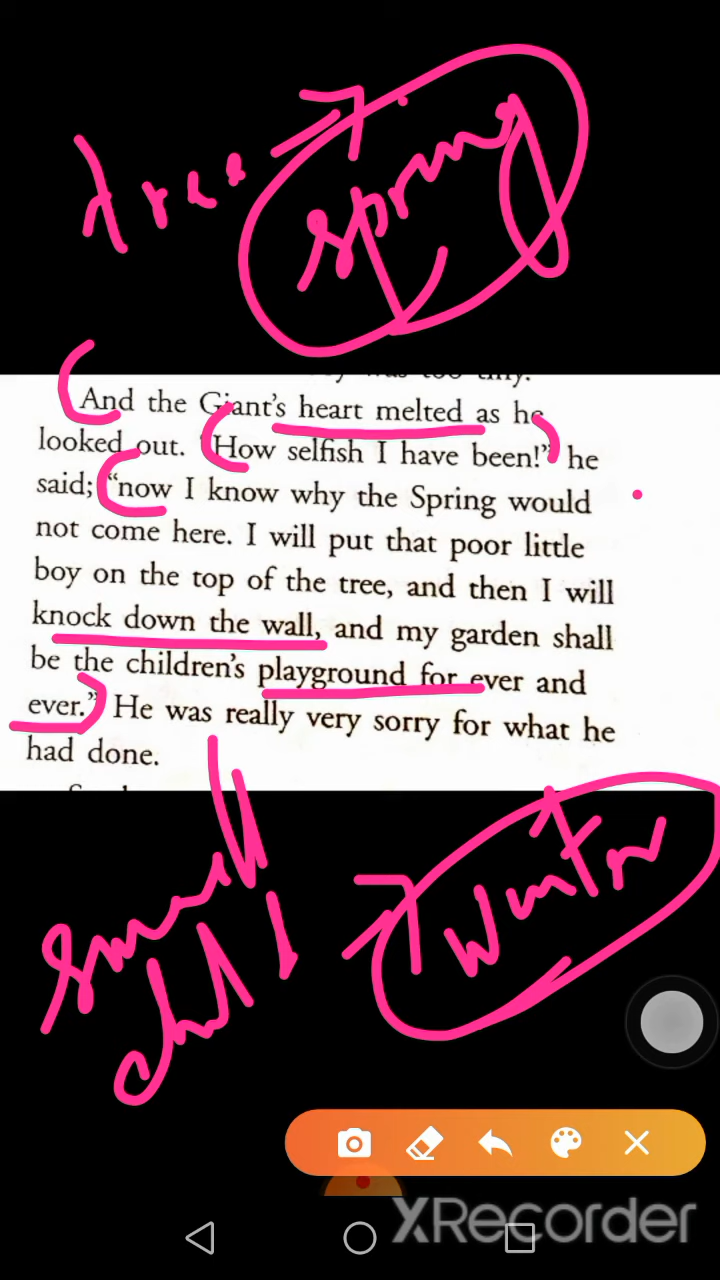 tree → spring
And the Giant's heart melted as he
looked out. "How selfish I have been!" he
said; "now I know why the Spring would
not come here. I will put that poor little
boy on the top of the tree, and then I will
knock down the wall, and my garden shall
be the children's playground for ever and
ever." He was really very sorry for what he
had done.
small
child → Winter
XRecorder